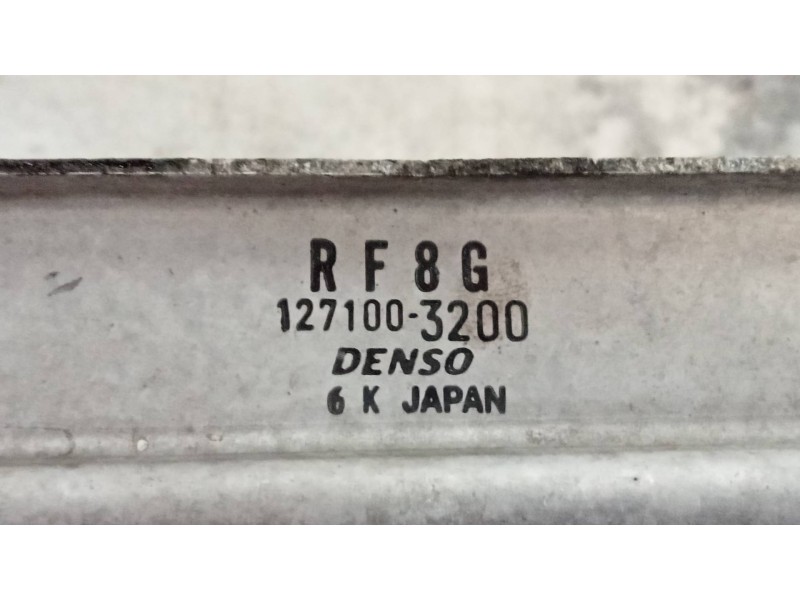 RF8G
127100-3200
DENSO
6 K JAPAN